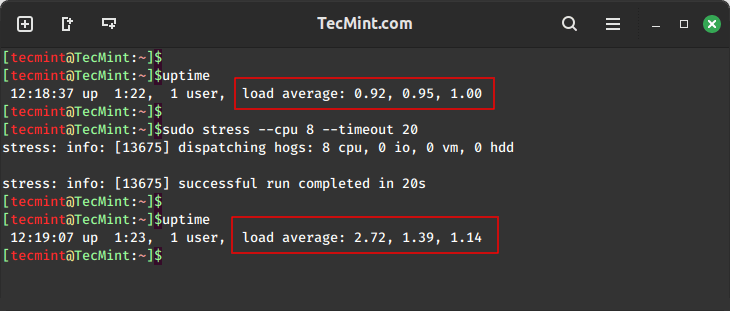 TecMint.com
[tecmint@TecMint:~]$
[tecmint@TecMint:~]$uptime
 12:18:37 up  1:22,  1 user,  load average: 0.92, 0.95, 1.00
[tecmint@TecMint:~]$
[tecmint@TecMint:~]$sudo stress --cpu 8 --timeout 20
stress: info: [13675] dispatching hogs: 8 cpu, 0 io, 0 vm, 0 hdd
stress: info: [13675] successful run completed in 20s
[tecmint@TecMint:~]$
[tecmint@TecMint:~]$uptime
 12:19:07 up  1:23,  1 user,  load average: 2.72, 1.39, 1.14
[tecmint@TecMint:~]$